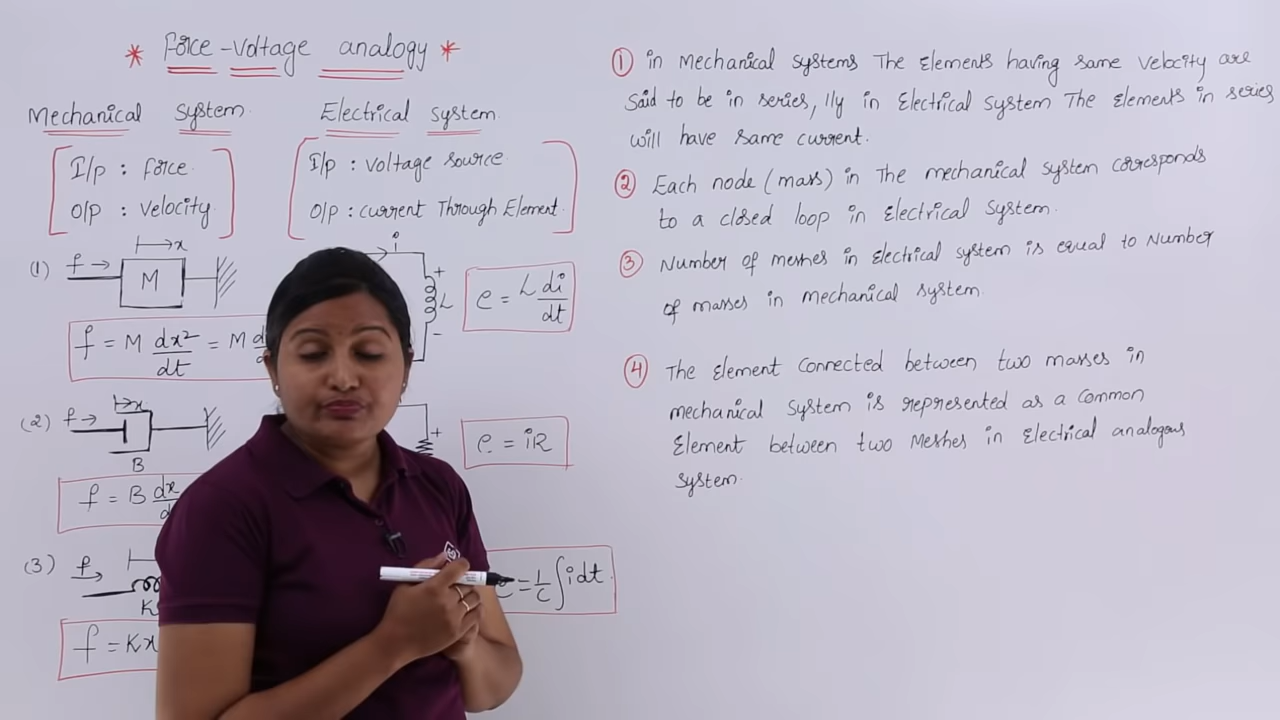 * Force-Voltage analogy *
Mechanical system.
I/p : force.
O/p : velocity.
Electrical system.
I/p : voltage source.
O/p : current Through Element.
(1) f → x
M
f = M dx²/dt = M d
i
+
L
-
e = L di/dt
(2) f → x
B
f = B dx/d
+
e = iR
(3) f
K
f = Kx
e = 1/C ∫ i dt.
① in Mechanical systems The Elements having same velocity are
said to be in series, lly in Electrical system The Elements in series
will have same current.
② Each node (mass) in The mechanical system corresponds
to a closed loop in Electrical System.
③ Number of meshes in Electrical system is equal to Number
of masses in mechanical system.
④ The Element Connected between two masses in
mechanical system is represented as a common
Element between two Meshes in Electrical analogous
system.